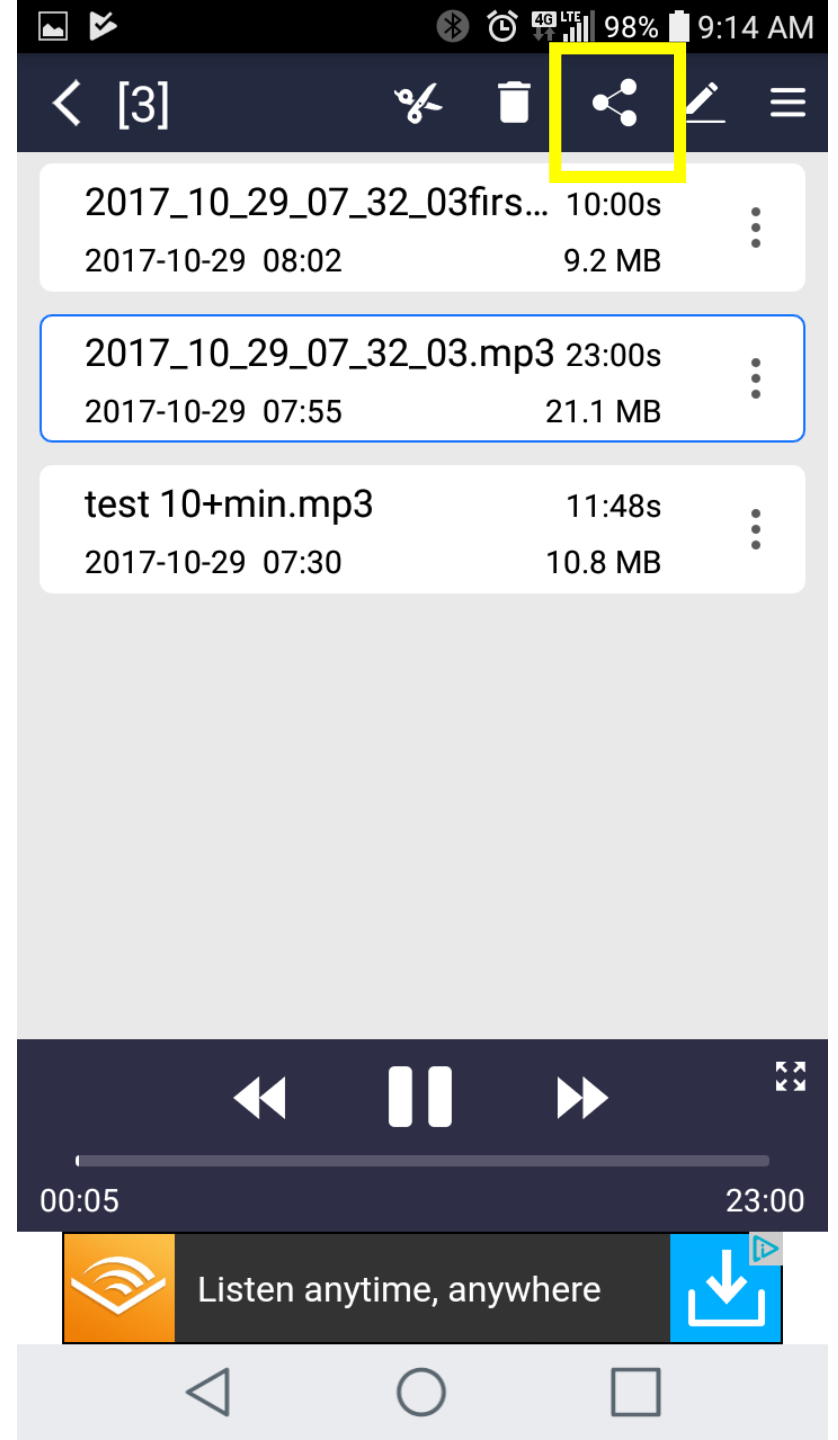 4G LTE 98% 9:14 AM
[3]
2017_10_29_07_32_03firs... 10:00s
2017-10-29 08:02 9.2 MB
2017_10_29_07_32_03.mp3 23:00s
2017-10-29 07:55 21.1 MB
test 10+min.mp3 11:48s
2017-10-29 07:30 10.8 MB
00:05 23:00
Listen anytime, anywhere